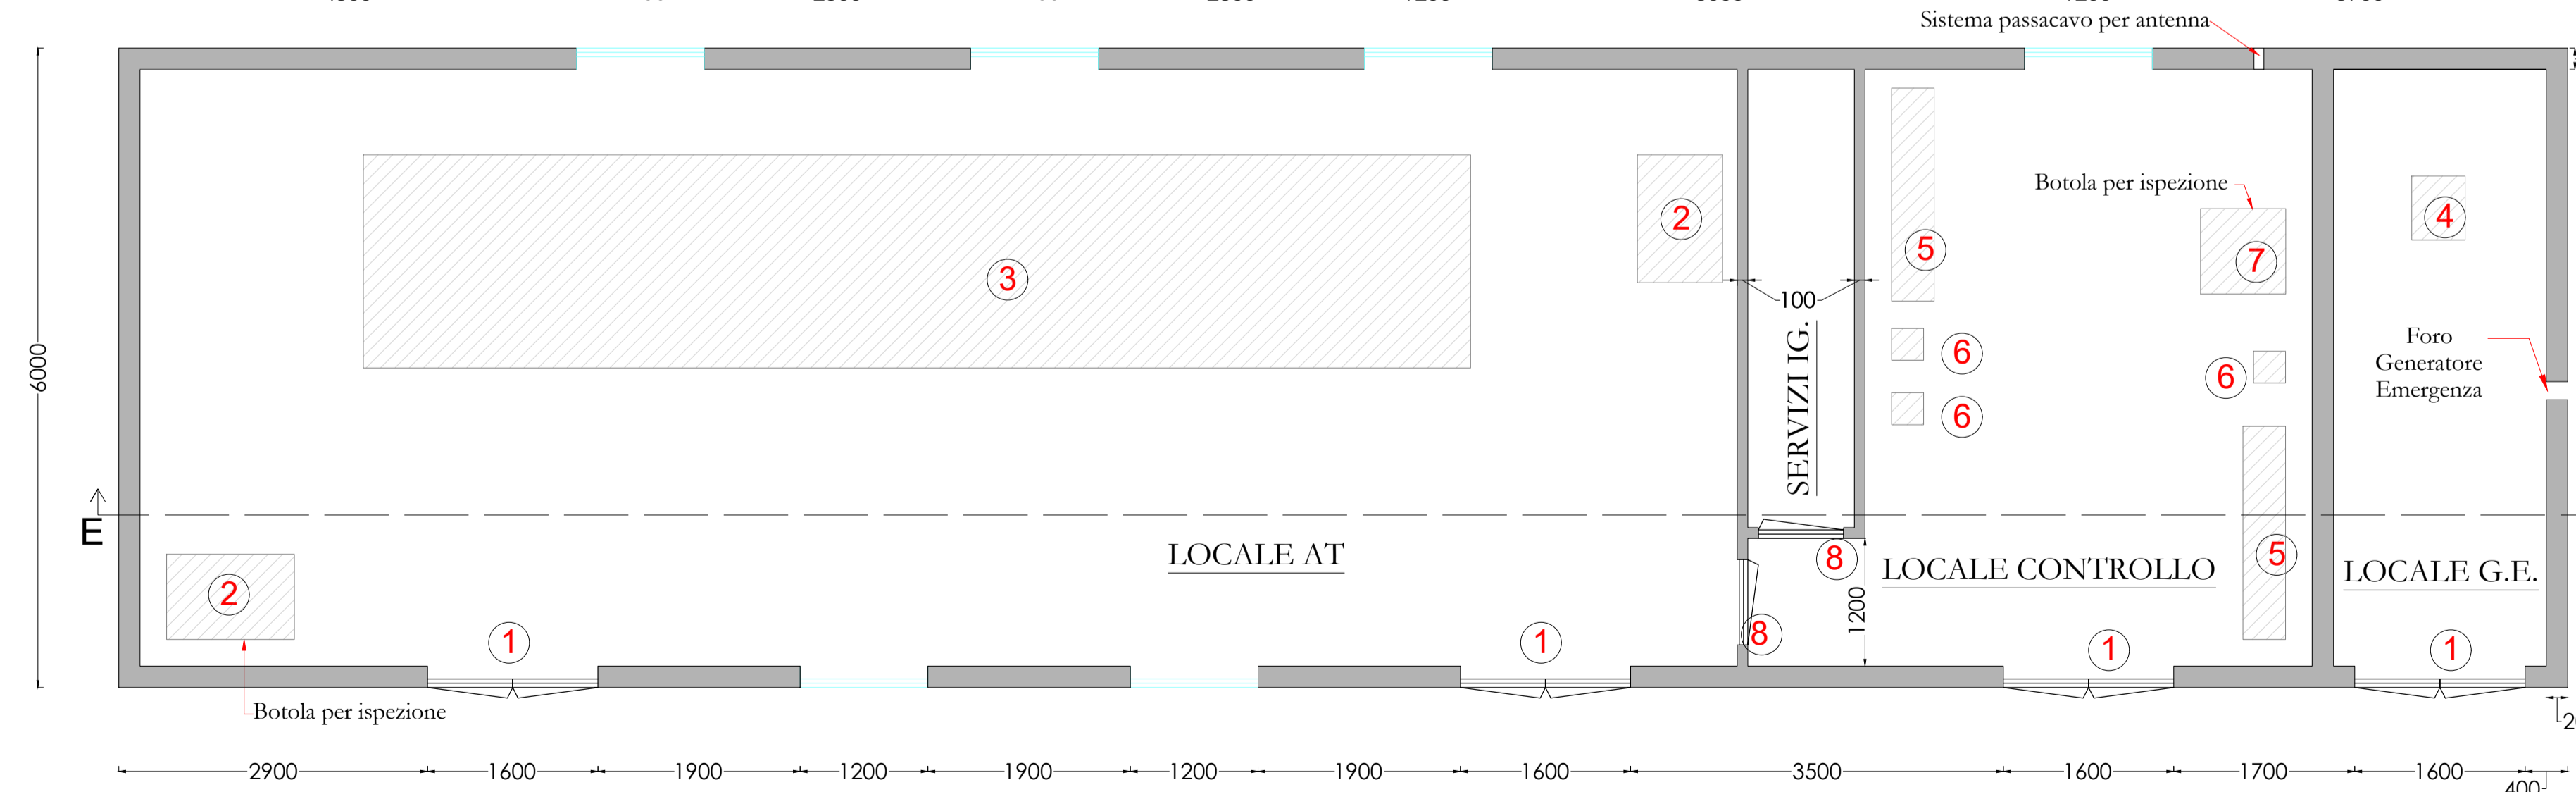 Sistema passacavo per antenna
Botola per ispezione
2
5
7
4
3
100
6000
SERVIZI IG.
Foro
Generatore
Emergenza
6
6
6
E
LOCALE AT
8
LOCALE CONTROLLO
5
LOCALE G.E.
2
1200
8
1
1
1
1
Botola per ispezione
2900
1600
1900
1200
1900
1200
1900
1600
3500
1600
1700
1600
400